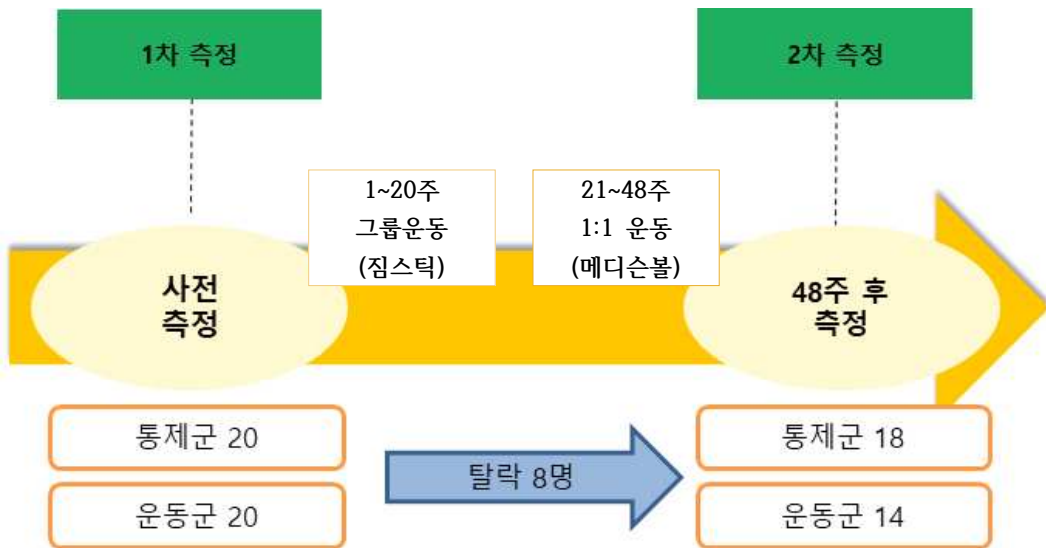 1차 측정
2차 측정
1~20주
그룹운동
(짐스틱)
21~48주
1:1 운동
(메디슨볼)
사전
측정
48주 후
측정
통제군 20
운동군 20
탈락 8명
통제군 18
운동군 14